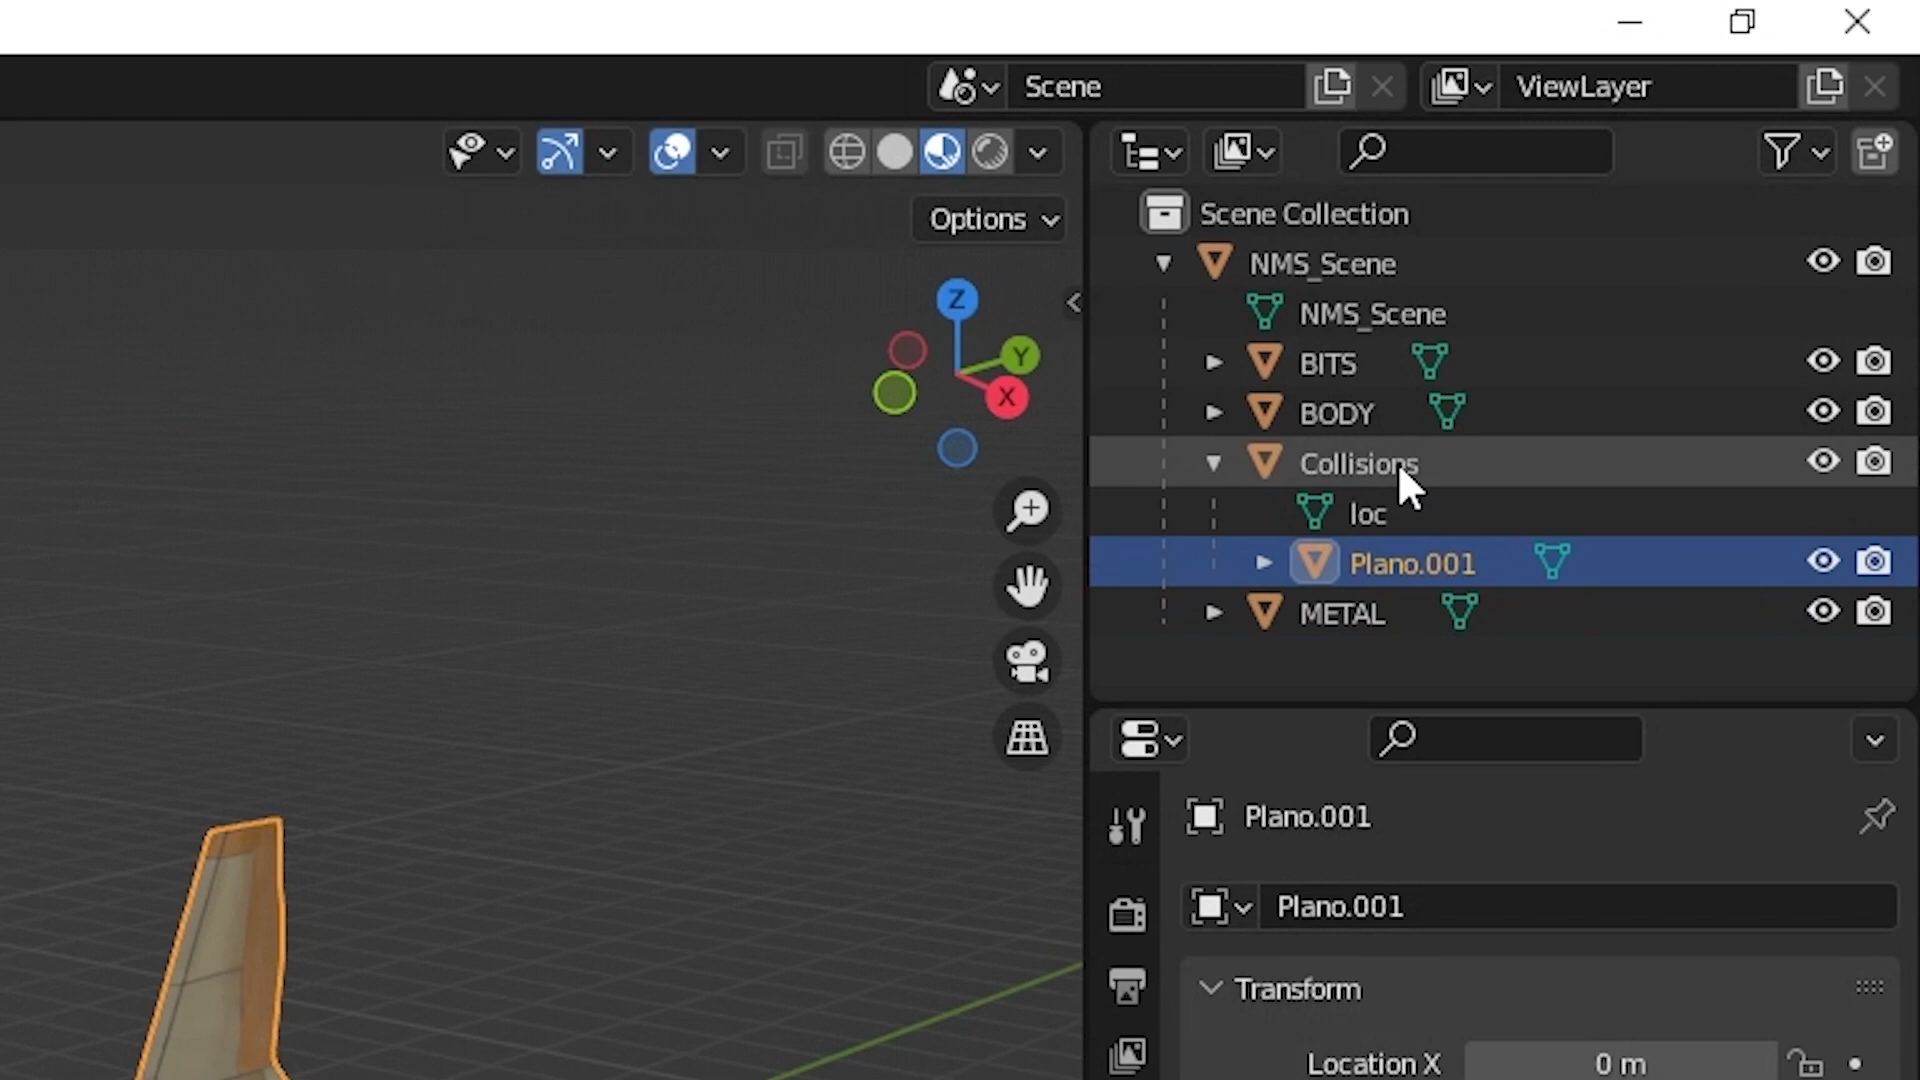 Scene
ViewLayer
Options
Scene Collection
NMS_Scene
NMS_Scene
BITS
BODY
Collisions
loc
Plano.001
METAL
Z
Y
X
Plano.001
Plano.001
Transform
Location X 0 m